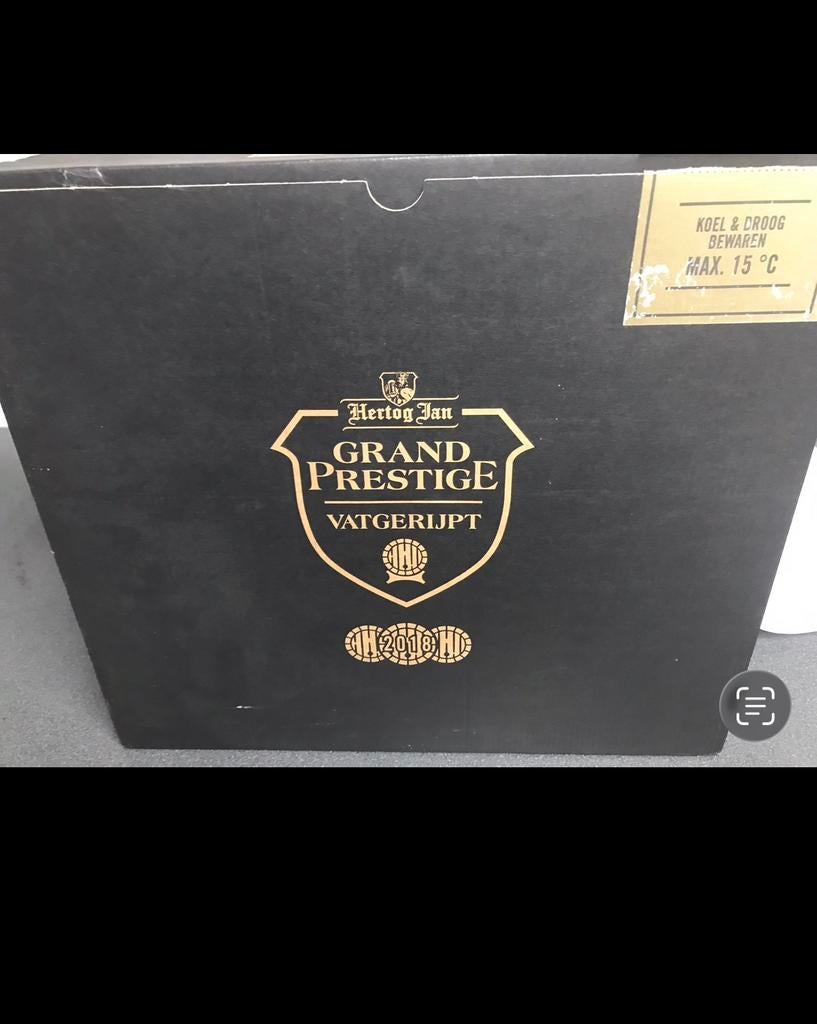 KOEL & DROOG
BEWAREN
MAX. 15 °C
Hertog Jan
GRAND
PRESTIGE
VATGERIJPT
2018